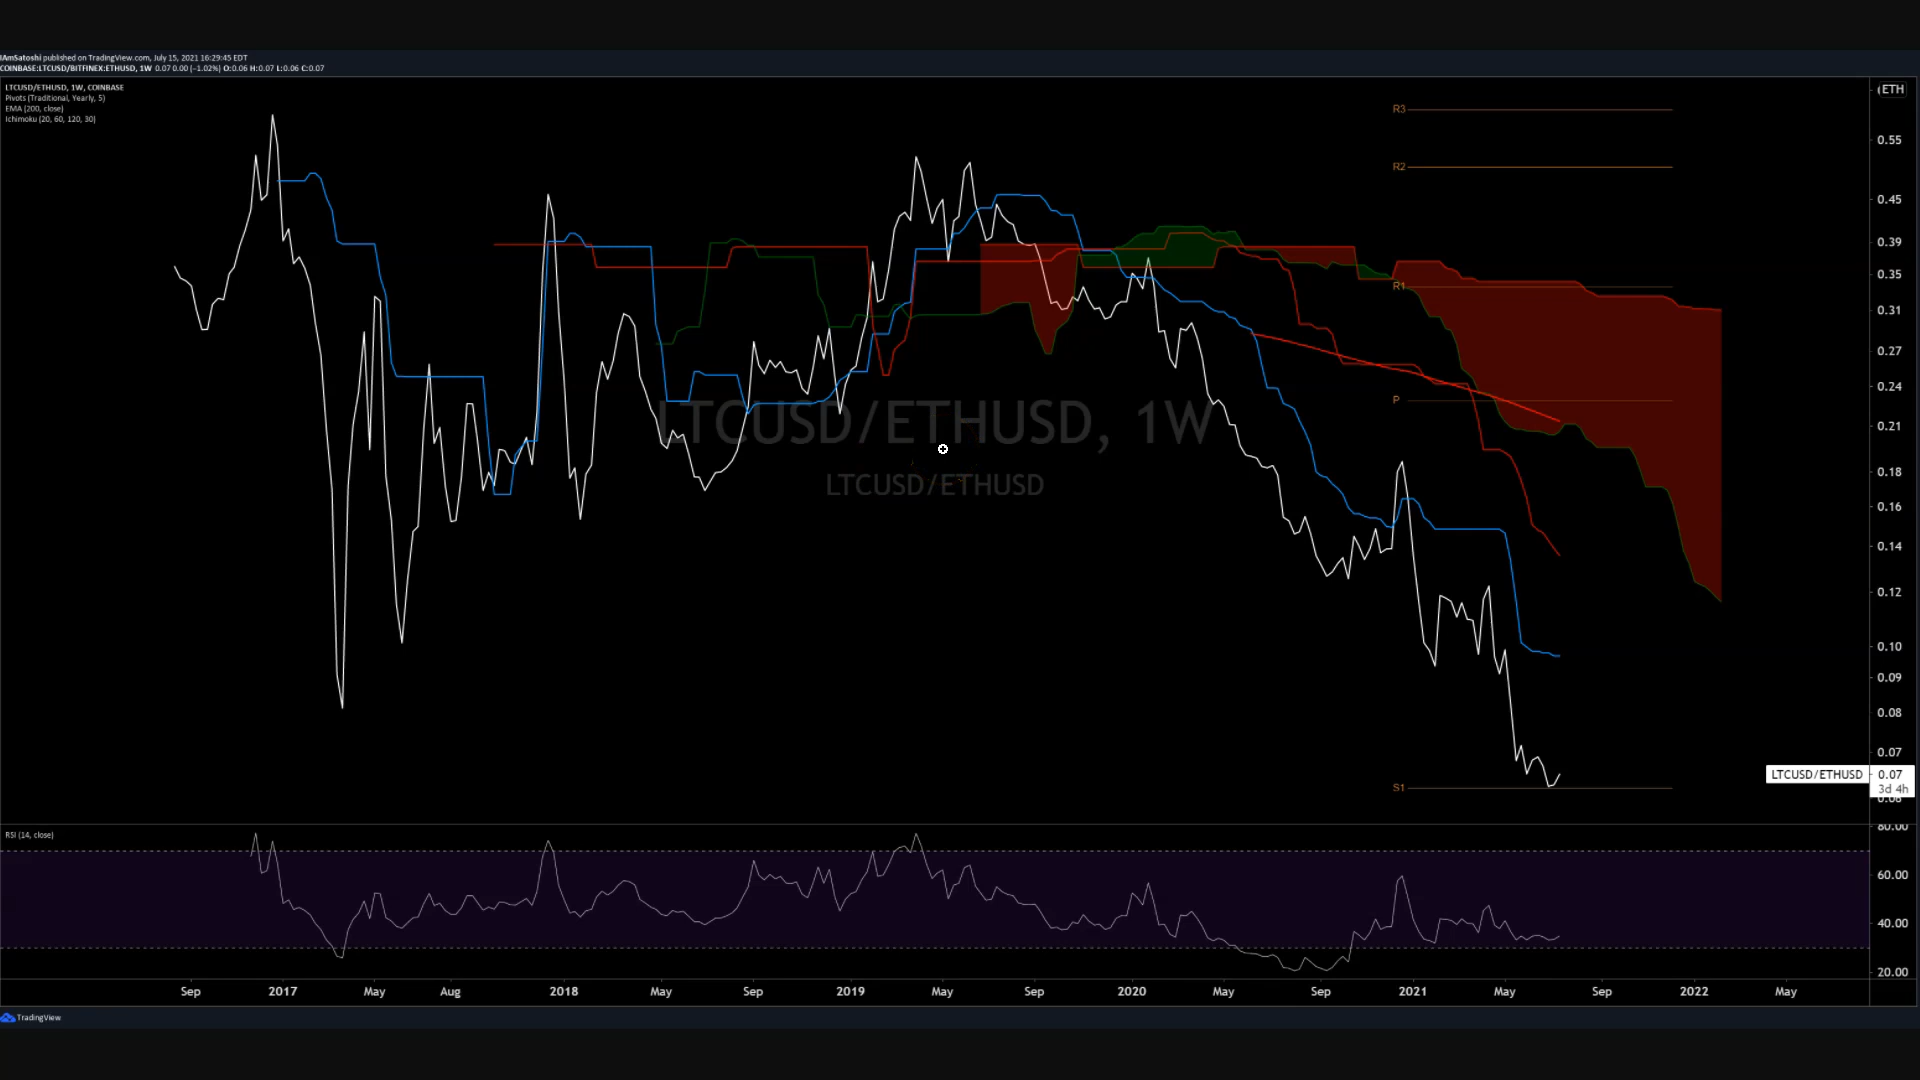 IAmSatoshi published on TradingView.com, July 15, 2021 16:29:45 EDT
COINBASE:LTCUSD/BITFINEX:ETHUSD, 1W 0.07 0.00 (−1.02%) O:0.06 H:0.07 L:0.06 C:0.07
LTCUSD/ETHUSD, 1W, COINBASE
Pivots (Traditional, Yearly, 5)
EMA (200, close)
Ichimoku (20, 60, 120, 30)
ETH
R3
0.55
R2
0.45
0.39
0.35
R1
0.31
0.27
0.24
P
LTCUSD/ETHUSD, 1W
0.21
0.18
LTCUSD/ETHUSD
0.16
0.14
0.12
0.10
0.09
0.08
0.07
LTCUSD/ETHUSD 0.07
S1
3d 4h
0.06
80.00
RSI (14, close)
60.00
40.00
20.00
Sep 2017 May Aug 2018 May Sep 2019 May Sep 2020 May Sep 2021 May Sep 2022 May
TradingView